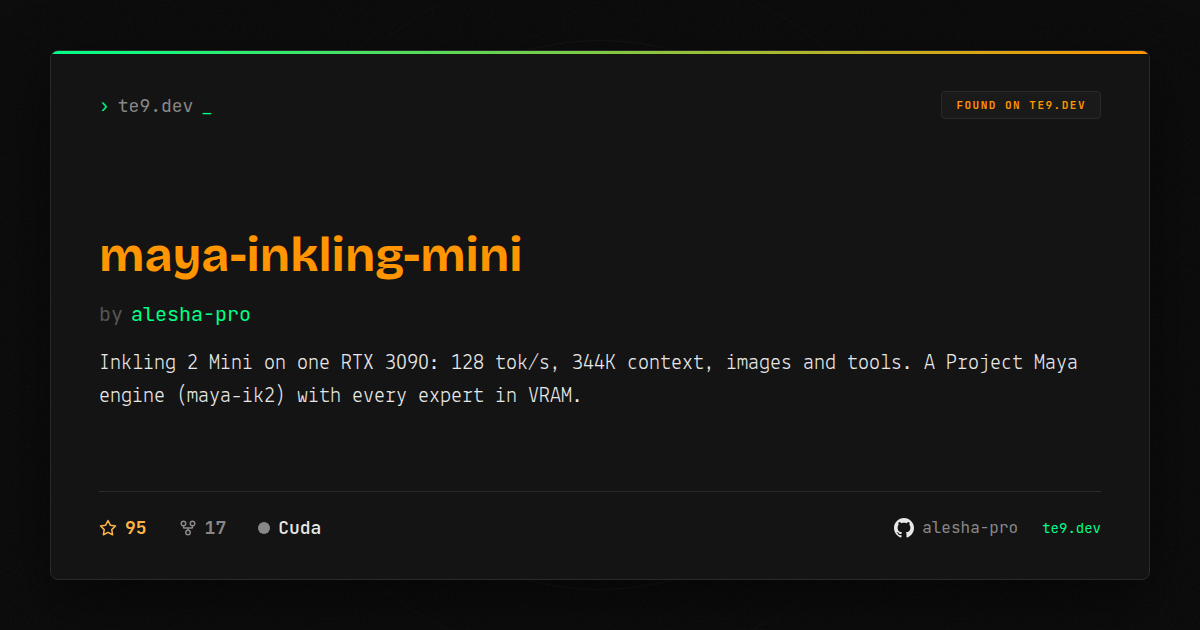 › te9.dev _
FOUND ON TE9.DEV
maya-inkling-mini
by alesha-pro
Inkling 2 Mini on one RTX 3090: 128 tok/s, 344K context, images and tools. A Project Maya
engine (maya-ik2) with every expert in VRAM.
95 17 Cuda
alesha-pro te9.dev